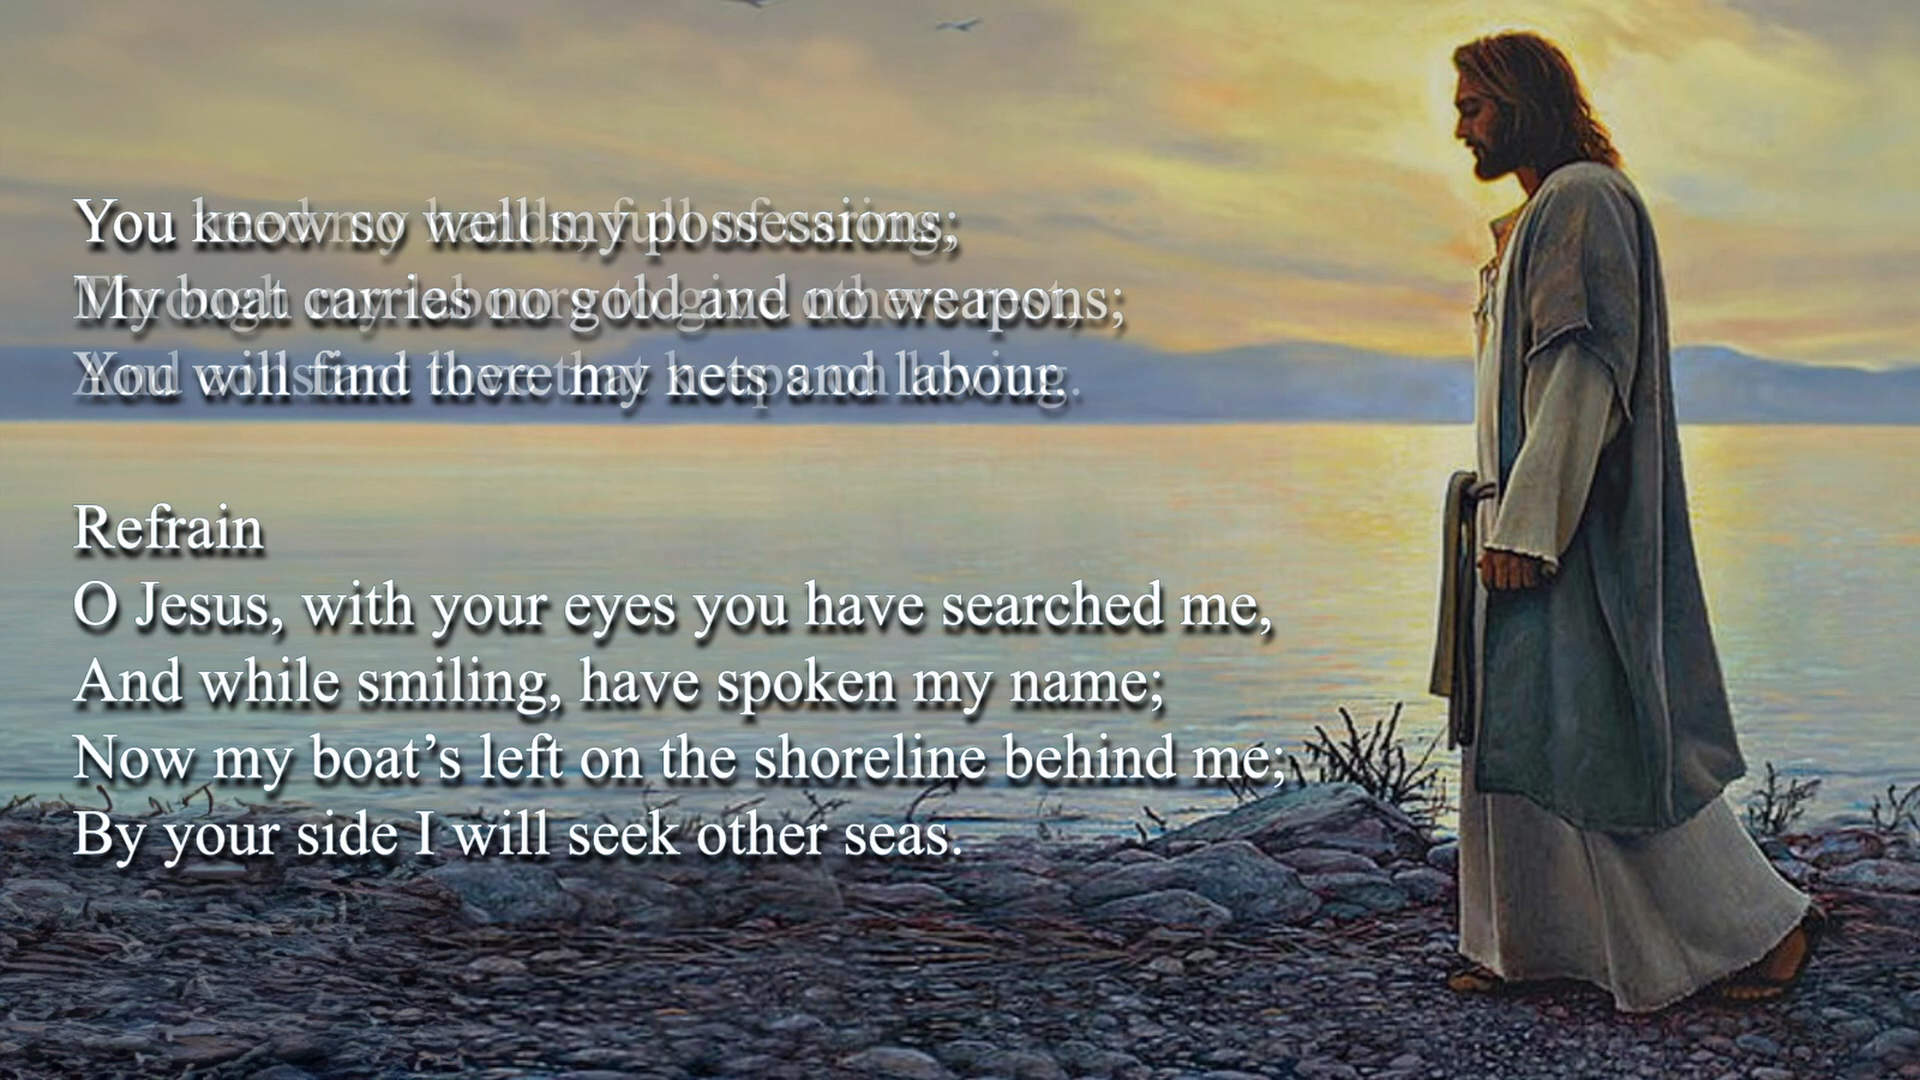 You know so well my possessions;
My boat carries no gold and no weapons;
You will find there my nets and labour.
Refrain
O Jesus, with your eyes you have searched me,
And while smiling, have spoken my name;
Now my boat’s left on the shoreline behind me;
By your side I will seek other seas.